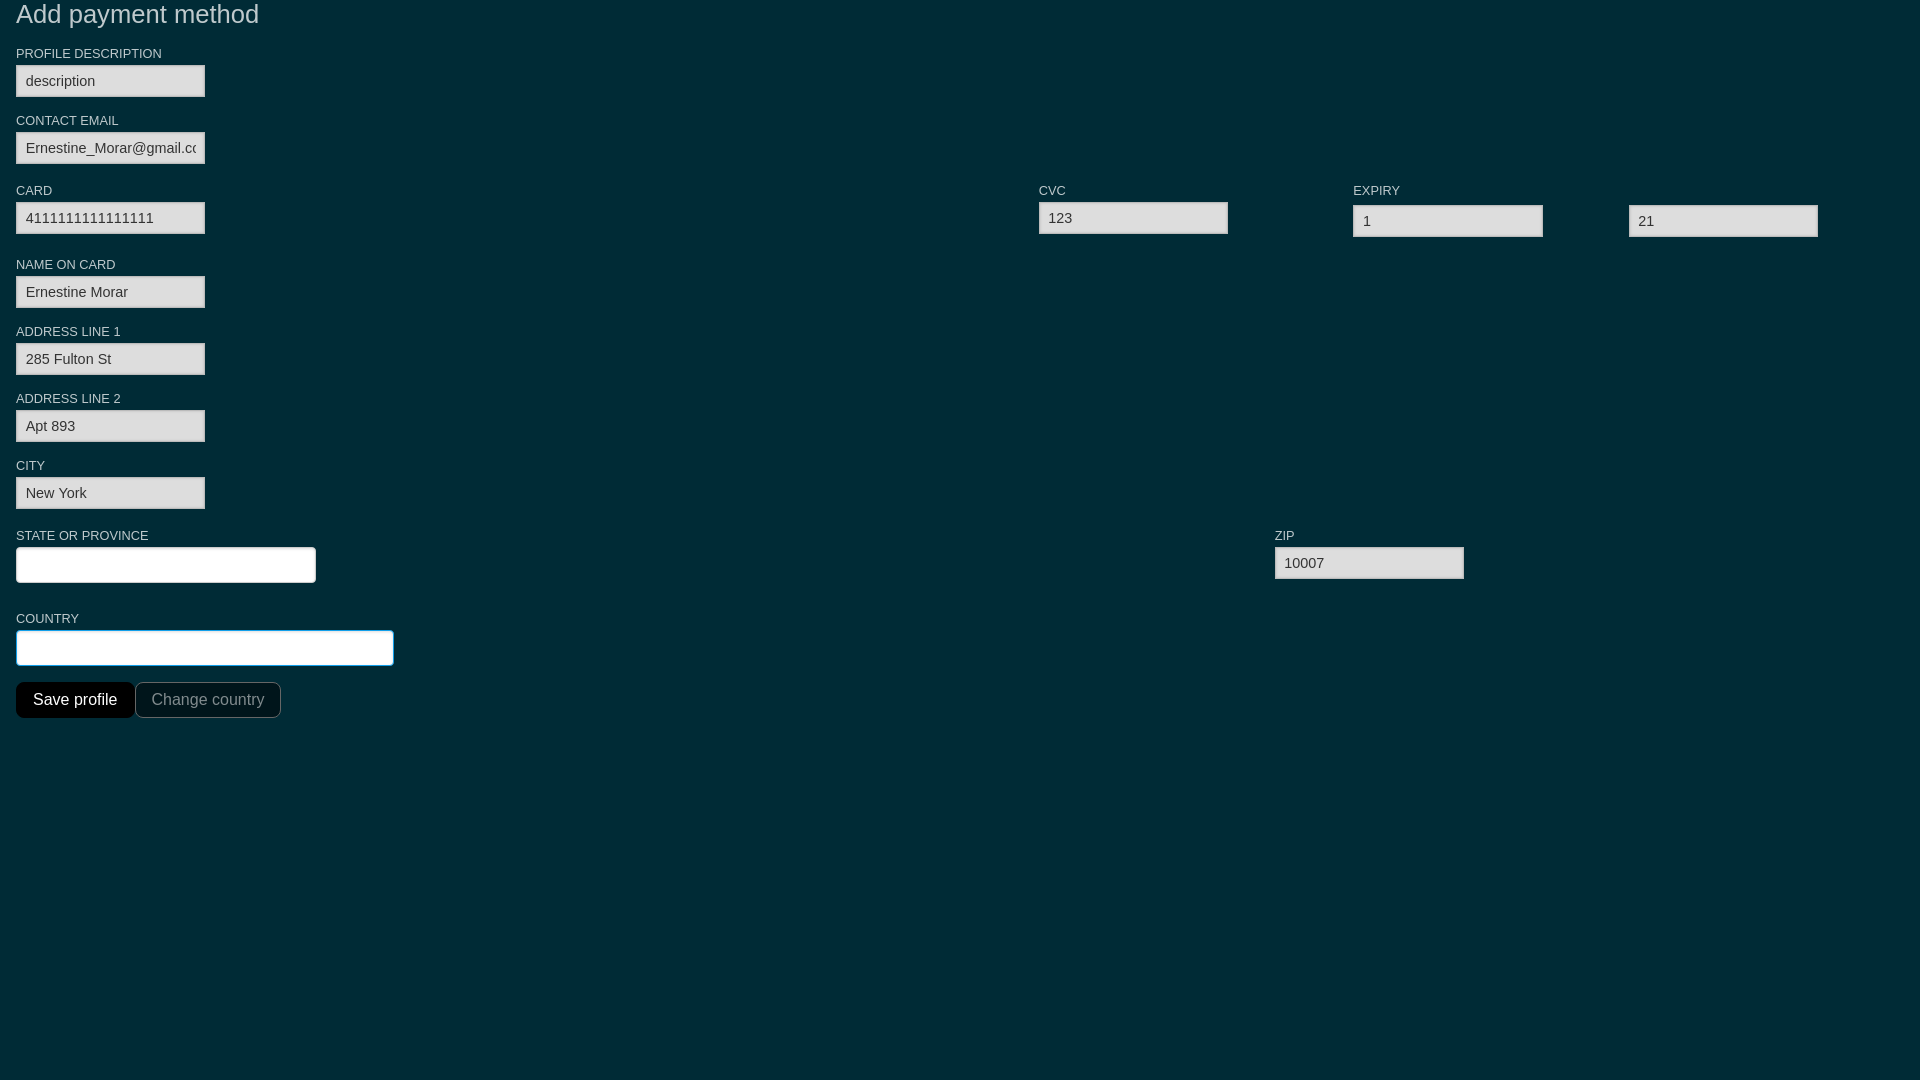 Add payment method
PROFILE DESCRIPTION
description
CONTACT EMAIL
Ernestine_Morar@gmail.co
CARD
4111111111111111
CVC
123
EXPIRY
1
21
NAME ON CARD
Ernestine Morar
ADDRESS LINE 1
285 Fulton St
ADDRESS LINE 2
Apt 893
CITY
New York
STATE OR PROVINCE
ZIP
10007
COUNTRY
Save profile
Change country